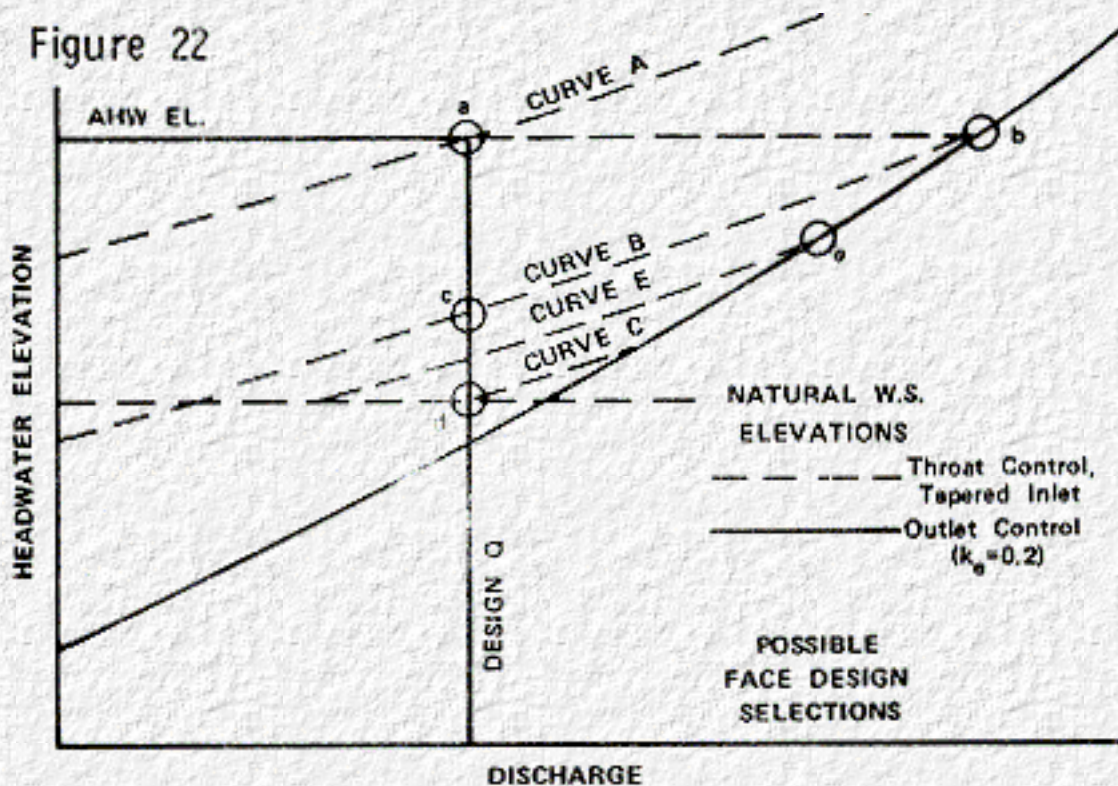 Figure 22
AHW EL.
a
CURVE A
b
CURVE B
c
CURVE E
CURVE C
NATURAL W.S.
ELEVATIONS
Throat Control,
Tapered Inlet
Outlet Control
(ke=0.2)
HEADWATER ELEVATION
DESIGN Q
POSSIBLE
FACE DESIGN
SELECTIONS
DISCHARGE